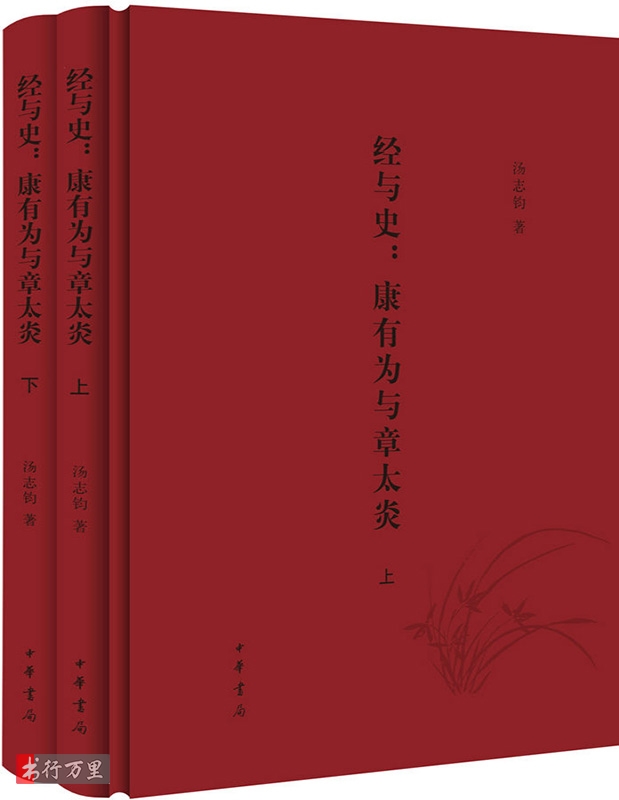 汤志钧 著
经与史：康有为与章太炎
上
中华书局
经与史：康有为与章太炎
上
汤志钧 著
中华书局
经与史：康有为与章太炎
下
汤志钧 著
中华书局
书行万里